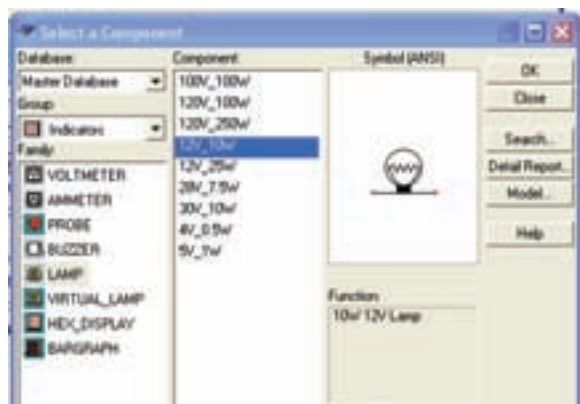 Select a Component
Database:
Master Database
Group:
Indicators
Family:
VOLTMETER
AMMETER
PROBE
BUZZER
LAMP
VIRTUAL_LAMP
HEX_DISPLAY
BARGRAPH
Component:
100V_100W
120V_100W
120V_250W
12V_10W
12V_25W
28V_7.5W
30V_10W
4V_0.5W
5V_1W
Symbol (ANSI)
Function:
10W 12V Lamp
OK
Close
Search...
Detail Report...
Model...
Help